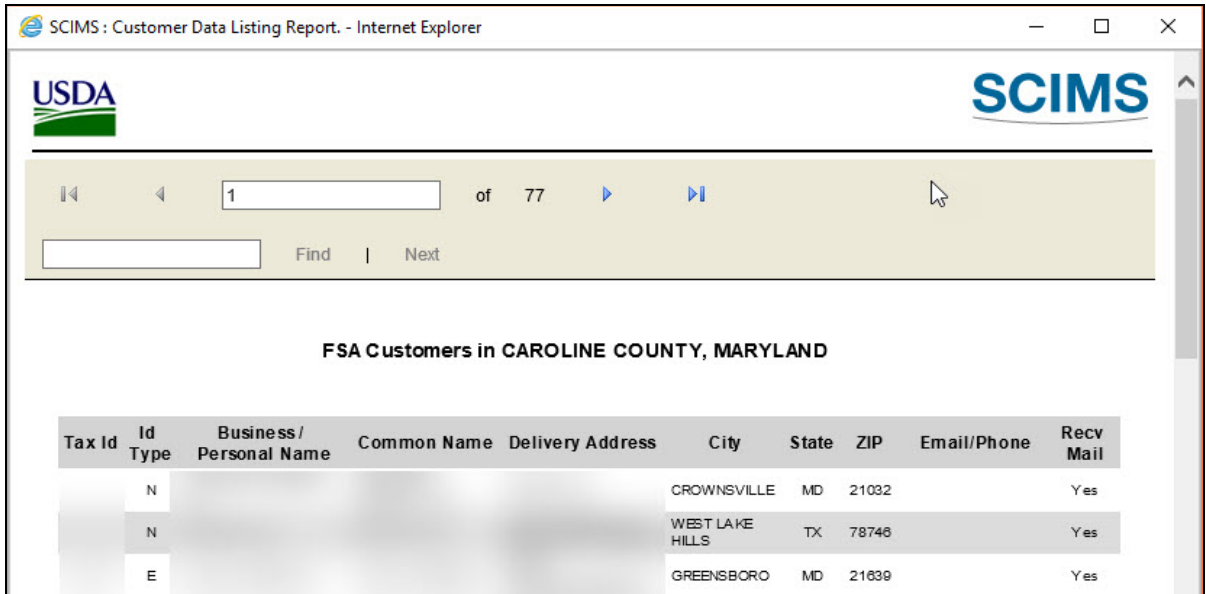 SCIMS : Customer Data Listing Report. - Internet Explorer
USDA
SCIMS
1 of 77
Find | Next
FSA Customers in CAROLINE COUNTY, MARYLAND
Tax Id Id Type Business / Personal Name Common Name Delivery Address City State ZIP Email/Phone Recv Mail
N CROWNSVILLE MD 21032 Yes
N WEST LAKE HILLS TX 78746 Yes
E GREENSBORO MD 21639 Yes